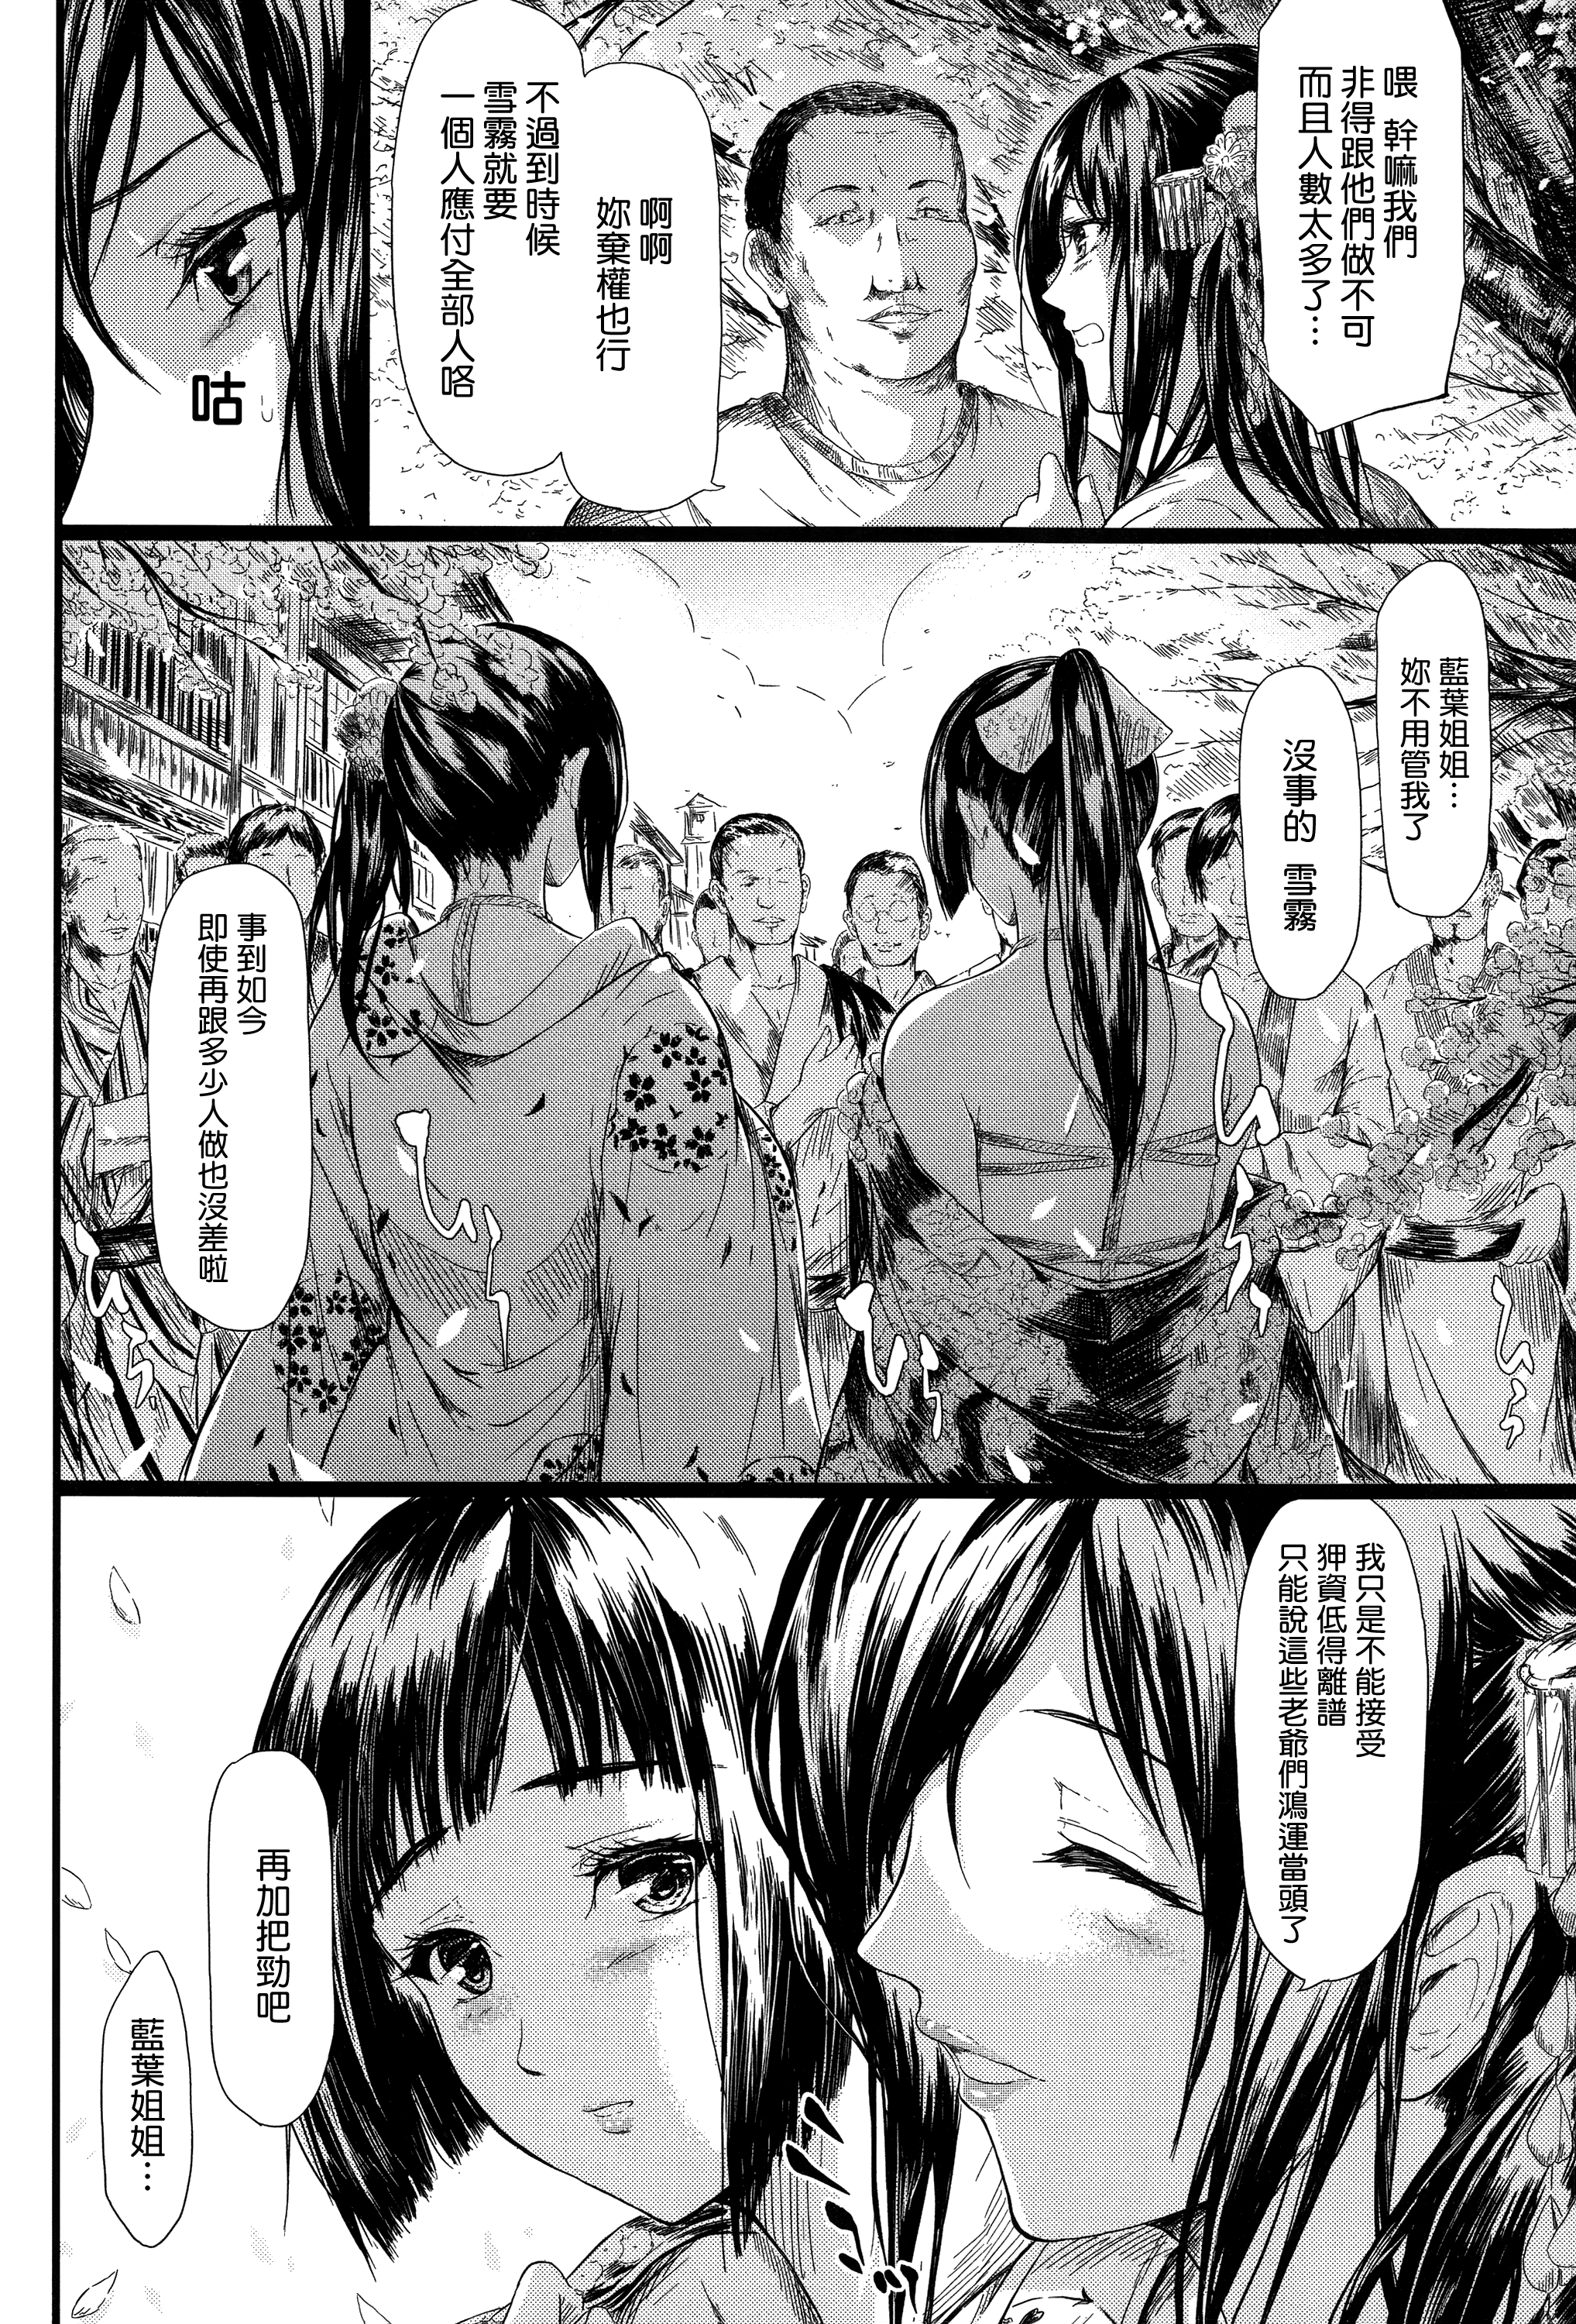 喂 幹嘛我們
非得跟他們做不可
而且人數太多了…
啊啊
妳棄權也行
不過到時候
雪霧就要
一個人應付全部人咯
咕
藍葉姐姐…
妳不用管我了
沒事的 雪霧
事到如今
即使再跟多少人做也沒差啦
我只是不能接受
狎資低得離譜
只能說這些老爺們鴻運當頭了
再加把勁吧
藍葉姐姐…